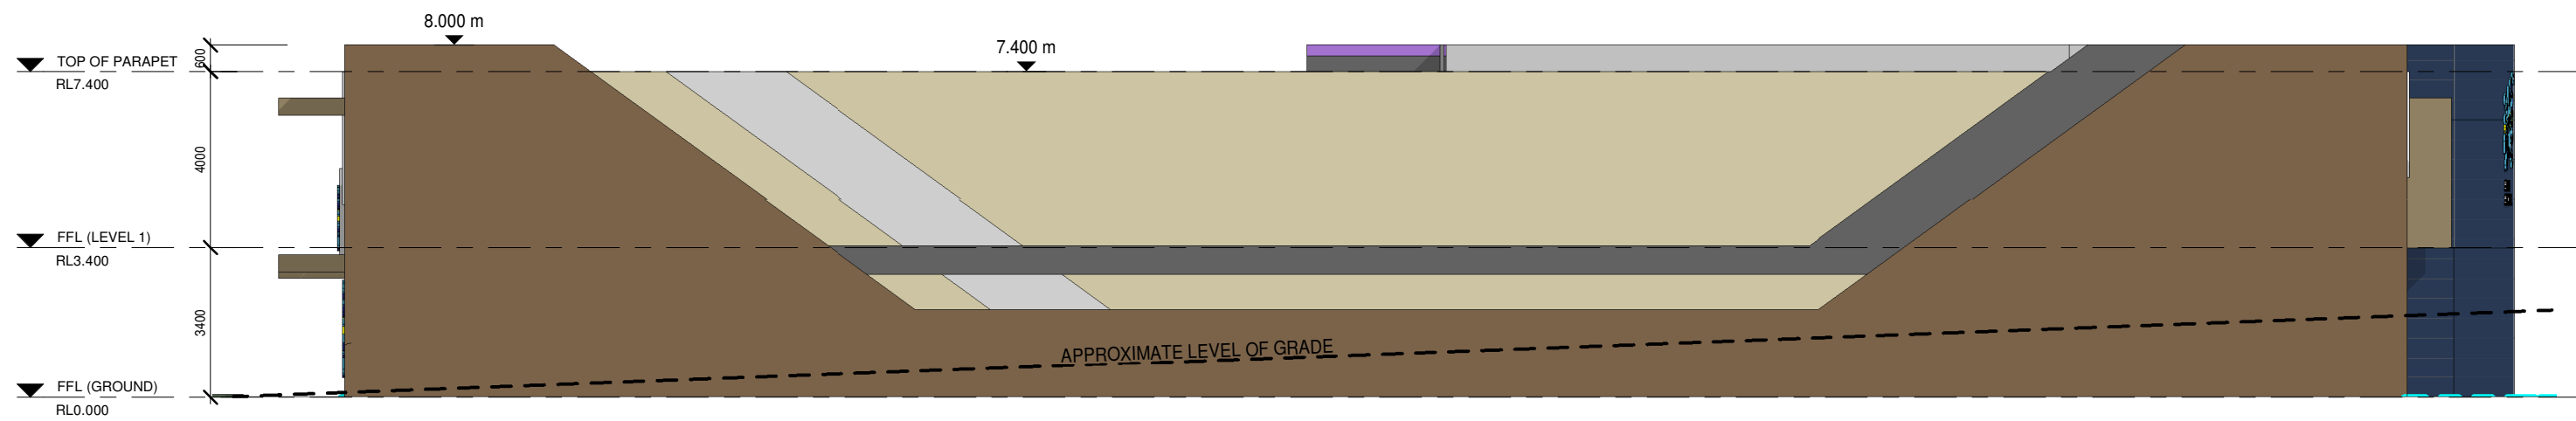 8.000 m
7.400 m
600
TOP OF PARAPET
RL7.400
4000
FFL (LEVEL 1)
RL3.400
3400
APPROXIMATE LEVEL OF GRADE
FFL (GROUND)
RL0.000